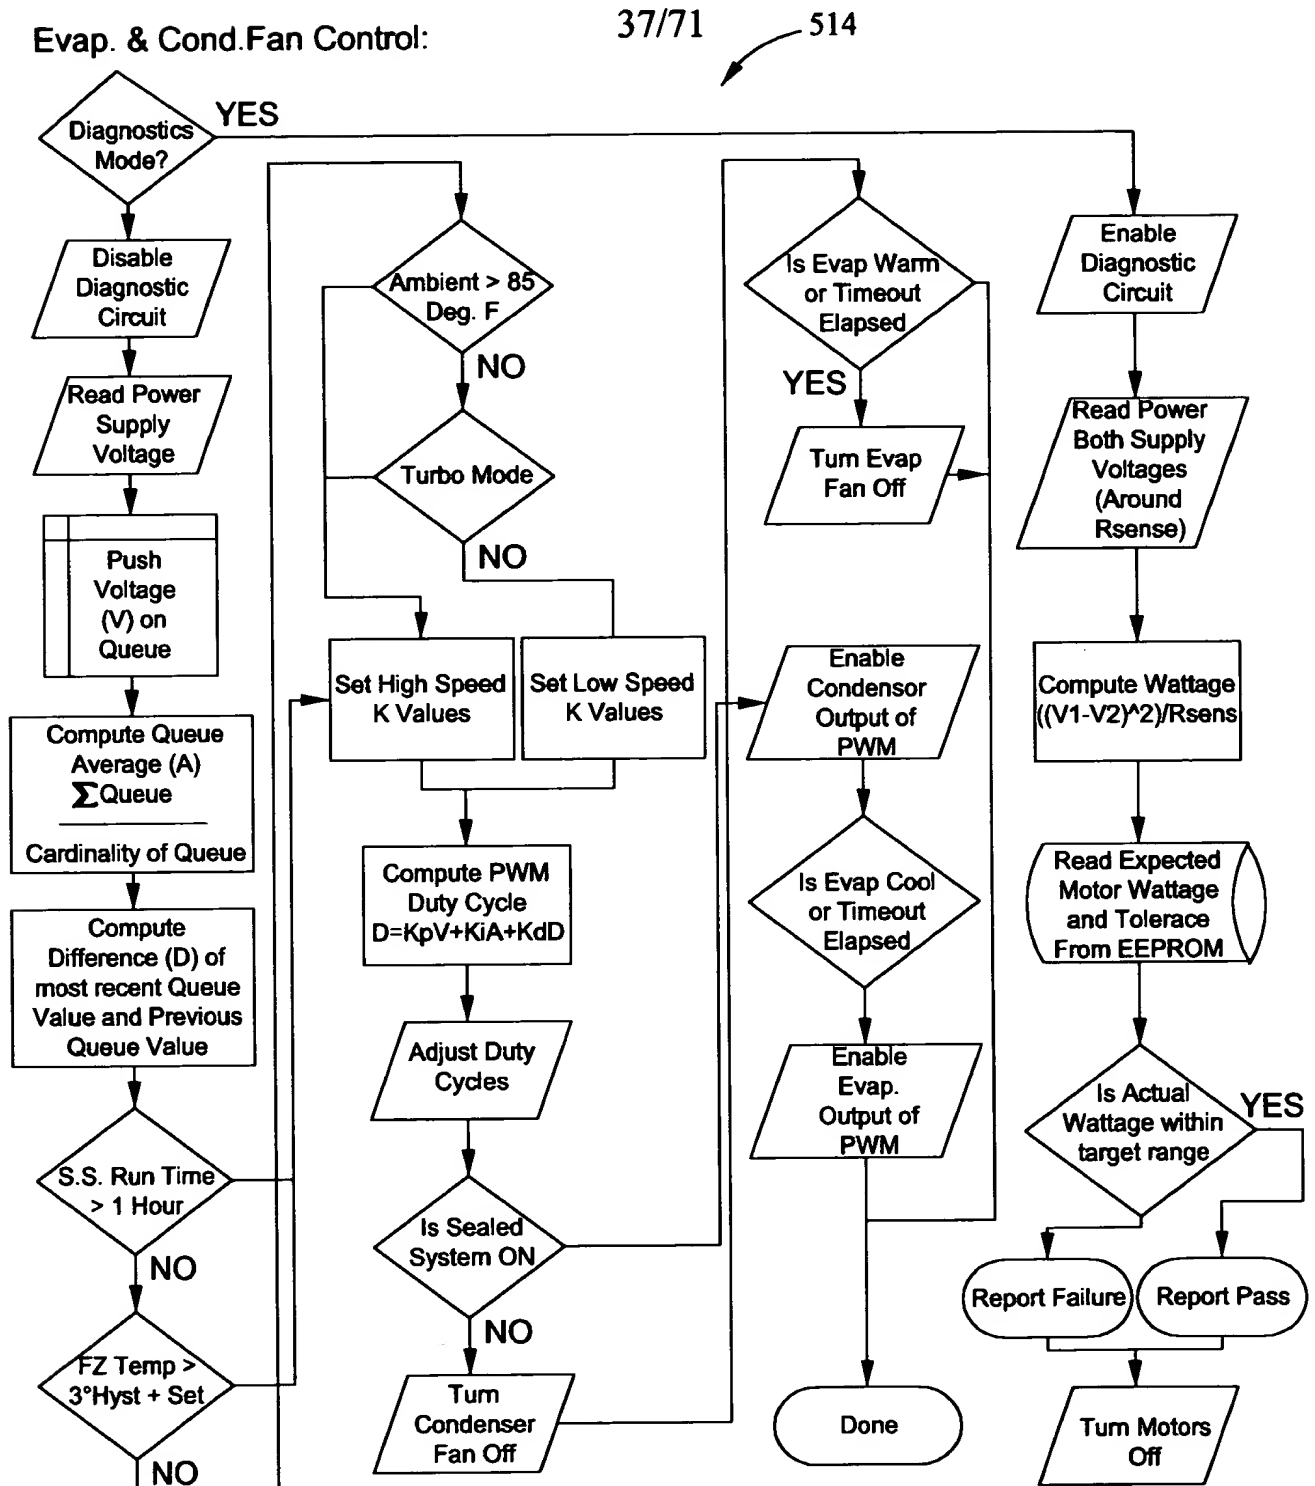 37/71
514
Evap. & Cond.Fan Control:
Diagnostics
Mode?
YES
Disable
Diagnostic
Circuit
Read Power
Supply
Voltage
Push
Voltage
(V) on
Queue
Compute Queue
Average (A)
ΣQueue
Cardinality of Queue
Compute
Difference (D) of
most recent Queue
Value and Previous
Queue Value
S.S. Run Time
> 1 Hour
NO
FZ Temp >
3°Hyst + Set
NO
Ambient > 85
Deg. F
NO
Turbo Mode
NO
Set High Speed
K Values
Set Low Speed
K Values
Compute PWM
Duty Cycle
D=KpV+KiA+KdD
Adjust Duty
Cycles
Is Sealed
System ON
NO
Turn
Condenser
Fan Off
Is Evap Warm
or Timeout
Elapsed
YES
Turn Evap
Fan Off
Enable
Condensor
Output of
PWM
Is Evap Cool
or Timeout
Elapsed
Enable
Evap.
Output of
PWM
Done
Enable
Diagnostic
Circuit
Read Power
Both Supply
Voltages
(Around
Rsense)
Compute Wattage
((V1-V2)^2)/Rsens
Read Expected
Motor Wattage
and Tolerace
From EEPROM
Is Actual
Wattage within
target range
YES
Report Failure
Report Pass
Turn Motors
Off